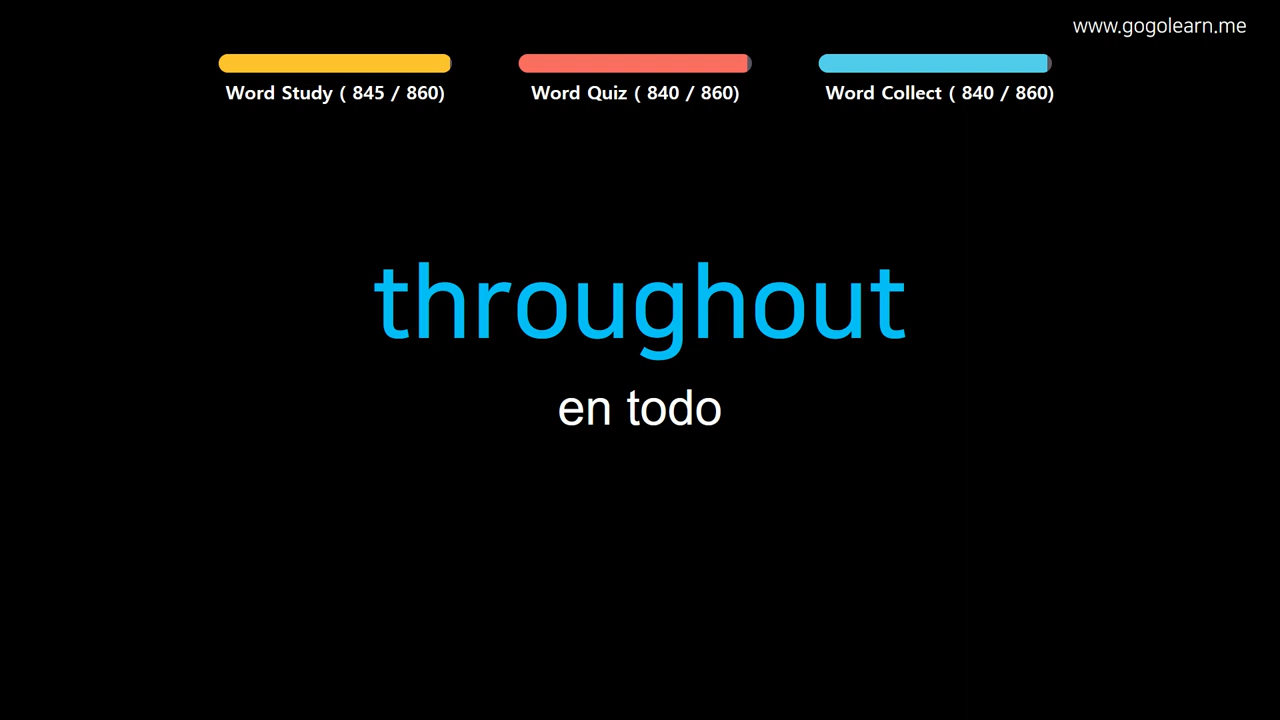 www.gogolearn.me
Word Study ( 845 / 860) Word Quiz ( 840 / 860) Word Collect ( 840 / 860)
throughout
en todo